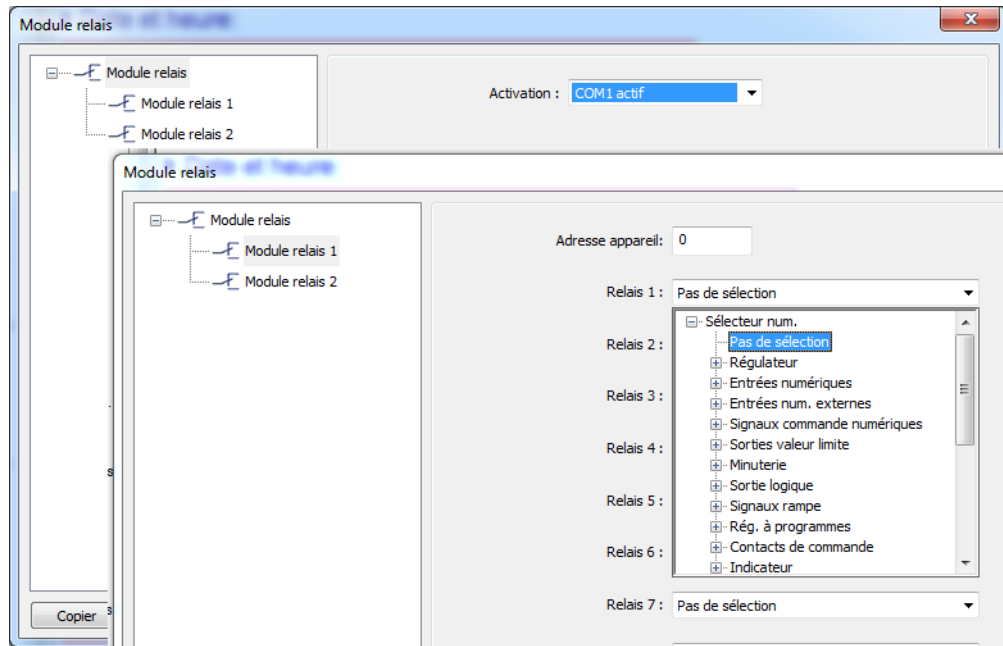 Module relais
Module relais
Module relais 1
Module relais 2
Activation : COM1 actif
Module relais
Module relais
Module relais 1
Module relais 2
Adresse appareil: 0
Relais 1 : Pas de sélection
Sélecteur num.
Pas de sélection
Régulateur
Entrées numériques
Entrées num. externes
Signaux commande numériques
Sorties valeur limite
Minuterie
Sortie logique
Signaux rampe
Rég. à programmes
Contacts de commande
Indicateur
Relais 2 :
Relais 3 :
Relais 4 :
Relais 5 :
Relais 6 :
Relais 7 : Pas de sélection
Copier